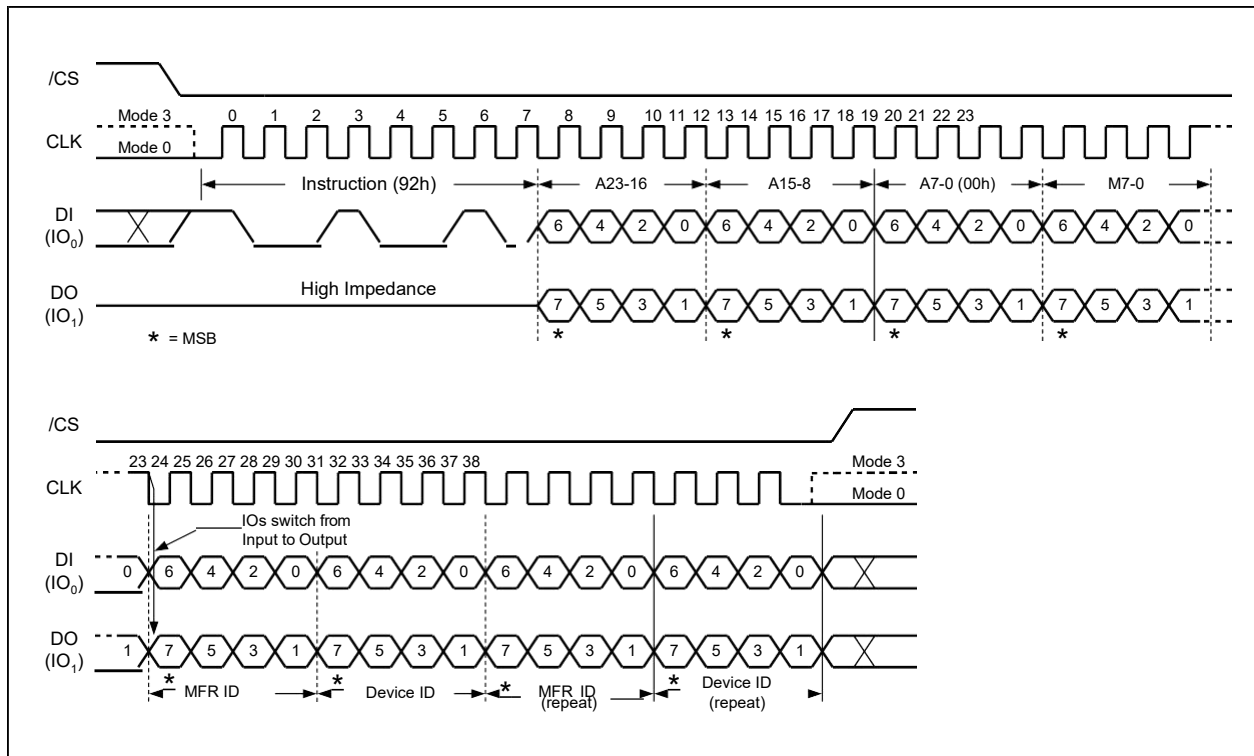 /CS
Mode 3 0 1 2 3 4 5 6 7 8 9 10 11 12 13 14 15 16 17 18 19 20 21 22 23
CLK
Mode 0
Instruction (92h) A23-16 A15-8 A7-0 (00h) M7-0
DI
(IO0) 6 4 2 0 6 4 2 0 6 4 2 0 6 4 2 0
High Impedance
DO
(IO1) 7 5 3 1 7 5 3 1 7 5 3 1 7 5 3 1
* * * *
* = MSB
/CS
23 24 25 26 27 28 29 30 31 32 33 34 35 36 37 38 Mode 3
CLK
Mode 0
IOs switch from
Input to Output
DI
(IO0) 0 6 4 2 0 6 4 2 0 6 4 2 0 6 4 2 0
DO
(IO1) 1 7 5 3 1 7 5 3 1 7 5 3 1 7 5 3 1
* * * *
MFR ID Device ID MFR ID Device ID
(repeat) (repeat)